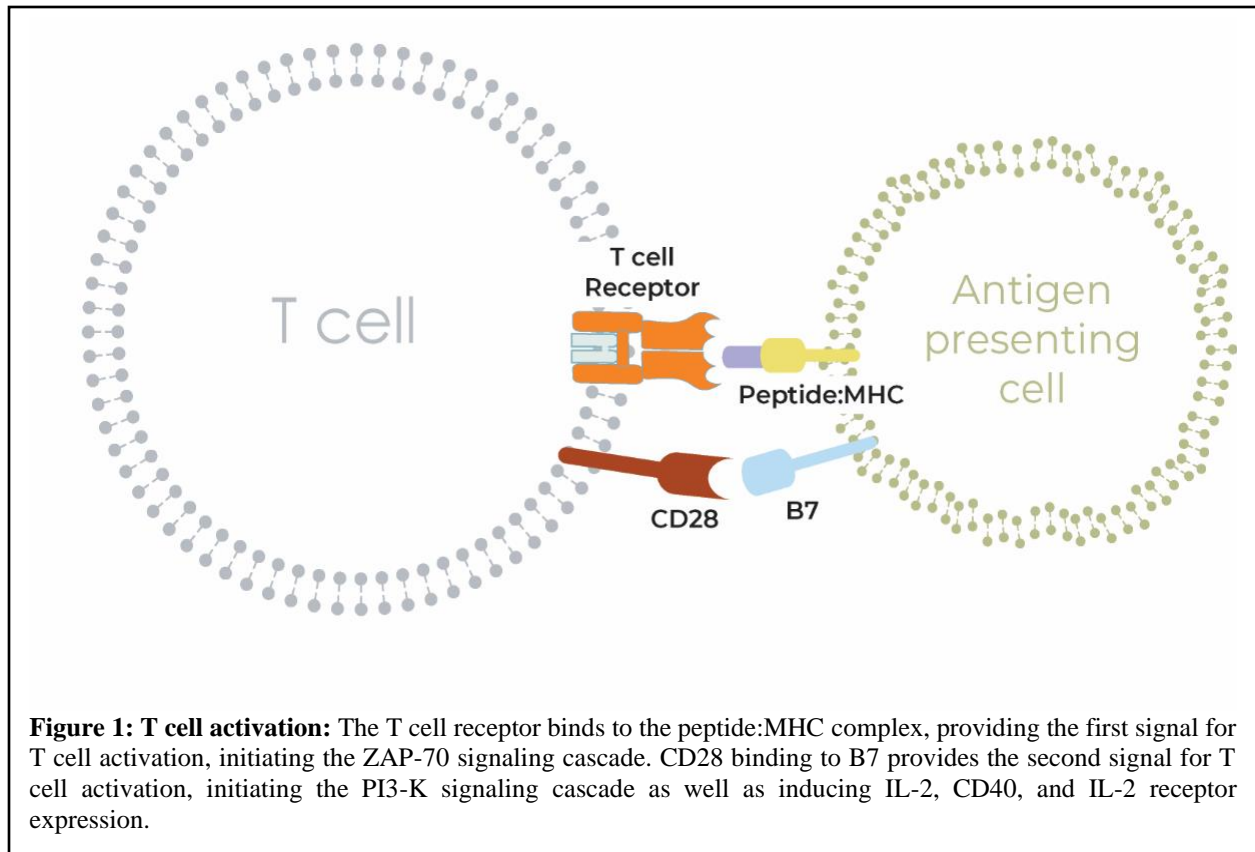 T cell
Receptor
T cell
Antigen
presenting
cell
Peptide:MHC
CD28
B7
Figure 1: T cell activation: The T cell receptor binds to the peptide:MHC complex, providing the first signal for
T cell activation, initiating the ZAP-70 signaling cascade. CD28 binding to B7 provides the second signal for T
cell activation, initiating the PI3-K signaling cascade as well as inducing IL-2, CD40, and IL-2 receptor
expression.